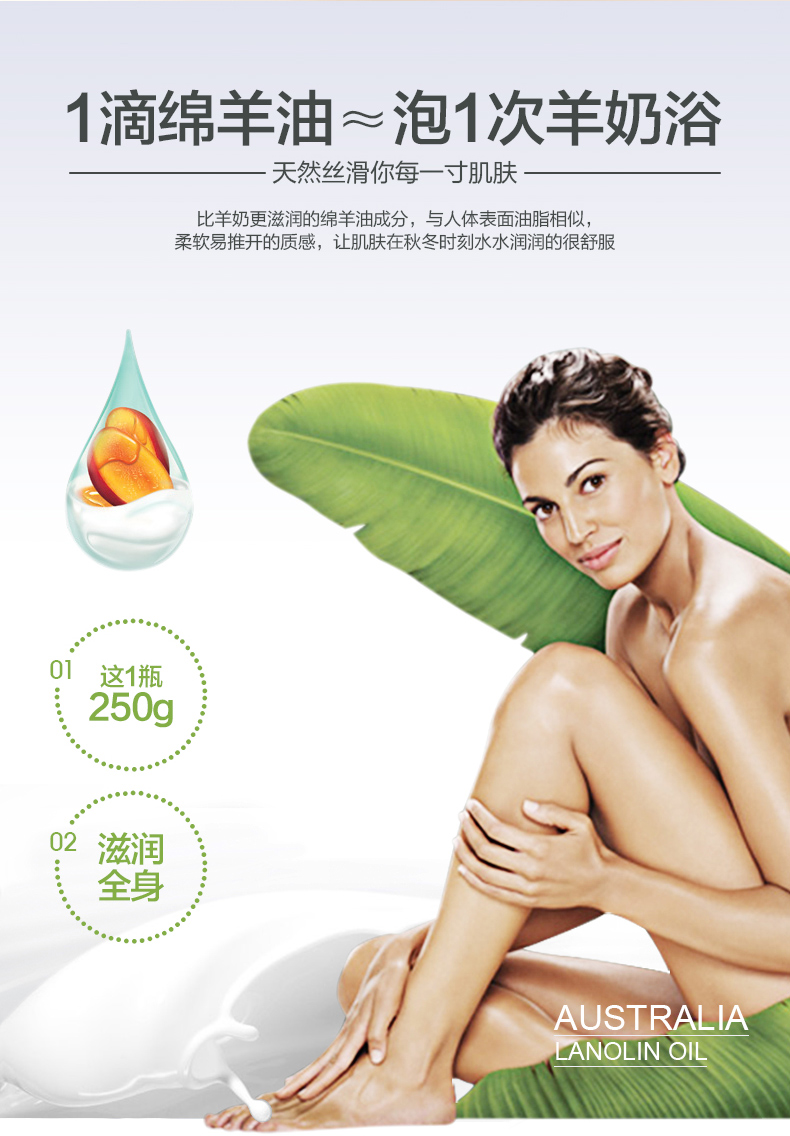 1滴绵羊油≈泡1次羊奶浴
天然丝滑你每一寸肌肤
比羊奶更滋润的绵羊油成分，与人体表面油脂相似，
柔软易推开的质感，让肌肤在秋冬时刻水水润润的很舒服
01
这1瓶
250g
02
滋润
全身
AUSTRALIA
LANOLIN OIL